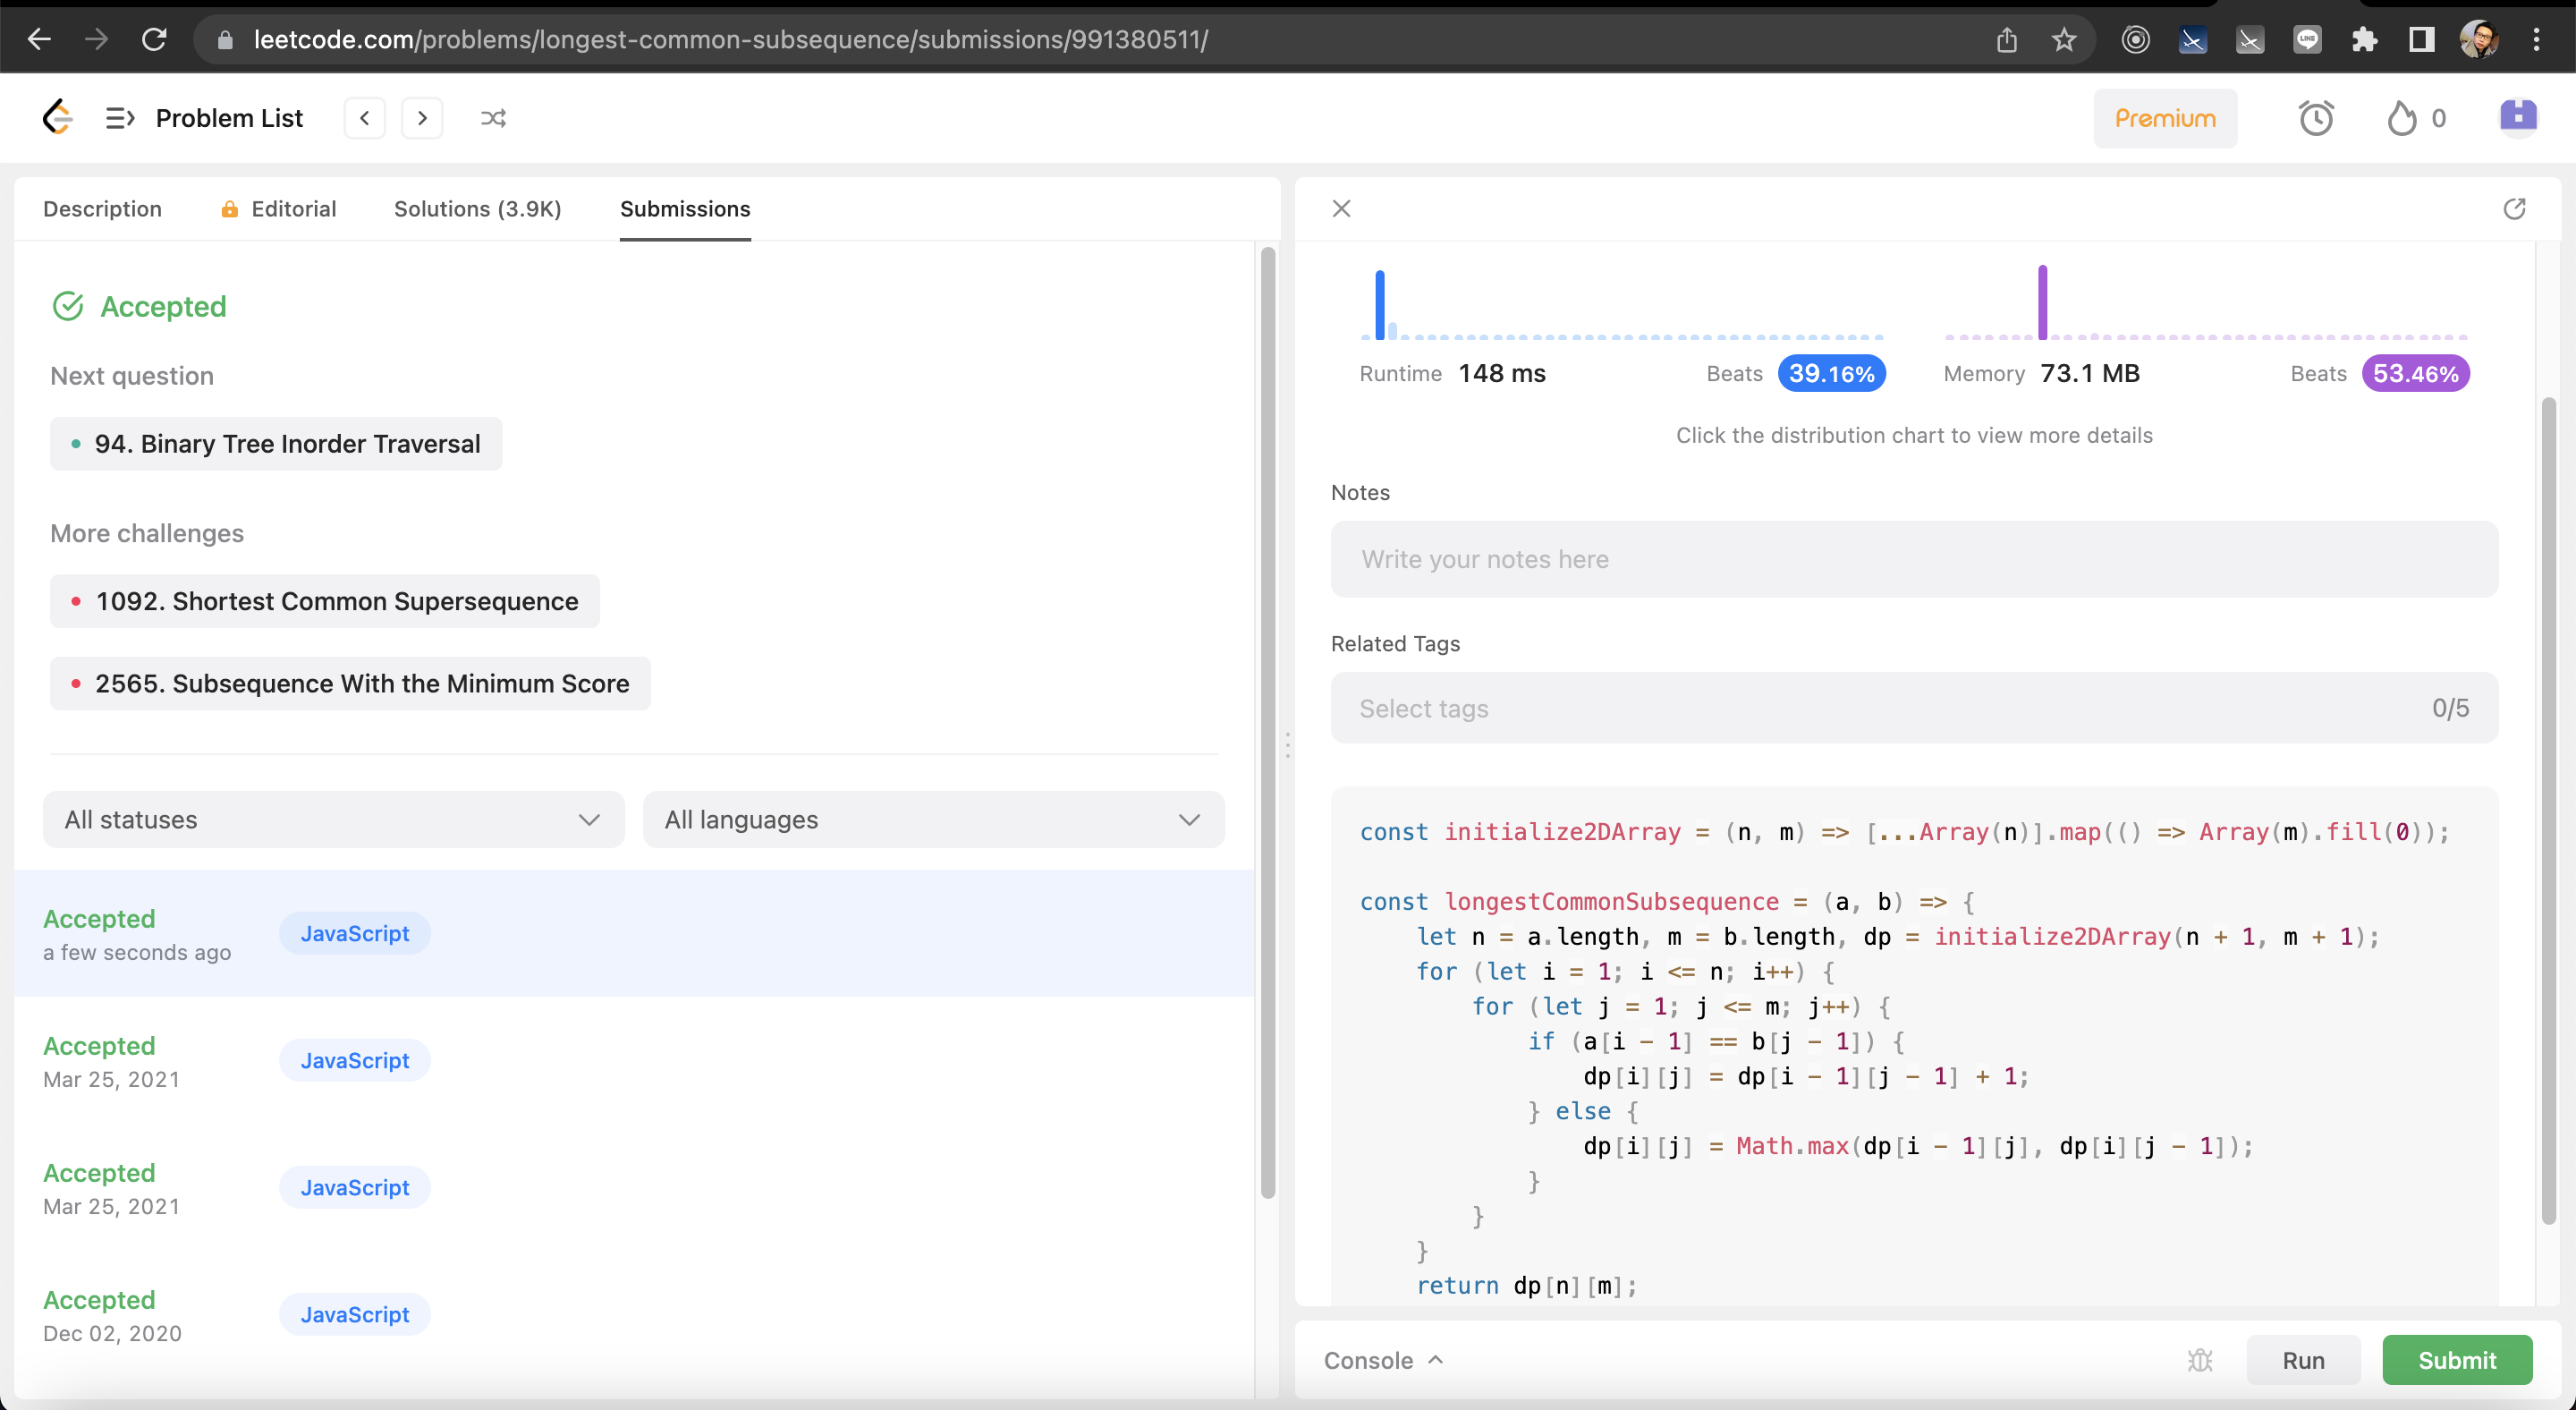 leetcode.com/problems/longest-common-subsequence/submissions/991380511/
LINE
Problem List
Premium
0
Description
Editorial
Solutions (3.9K)
Submissions
Accepted
Next question
94. Binary Tree Inorder Traversal
More challenges
1092. Shortest Common Supersequence
2565. Subsequence With the Minimum Score
All statuses
All languages
Accepted
a few seconds ago
JavaScript
Accepted
Mar 25, 2021
JavaScript
Accepted
Mar 25, 2021
JavaScript
Accepted
Dec 02, 2020
JavaScript
Runtime 148 ms
Beats 39.16%
Memory 73.1 MB
Beats 53.46%
Click the distribution chart to view more details
Notes
Write your notes here
Related Tags
Select tags
0/5
const initialize2DArray = (n, m) => [...Array(n)].map(() => Array(m).fill(0));
const longestCommonSubsequence = (a, b) => {
let n = a.length, m = b.length, dp = initialize2DArray(n + 1, m + 1);
for (let i = 1; i <= n; i++) {
for (let j = 1; j <= m; j++) {
if (a[i - 1] == b[j - 1]) {
dp[i][j] = dp[i - 1][j - 1] + 1;
} else {
dp[i][j] = Math.max(dp[i - 1][j], dp[i][j - 1]);
}
}
}
return dp[n][m];
Console
Run
Submit